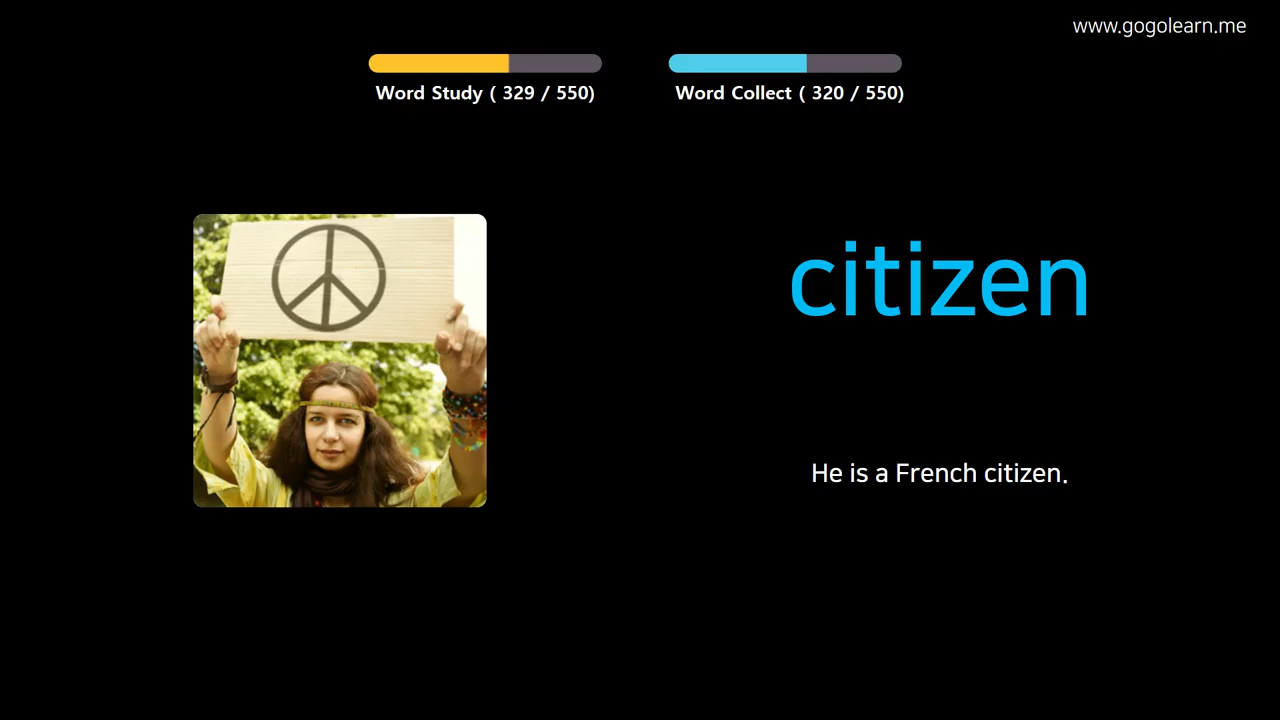 www.gogolearn.me
Word Study ( 329 / 550)
Word Collect ( 320 / 550)
citizen
He is a French citizen.